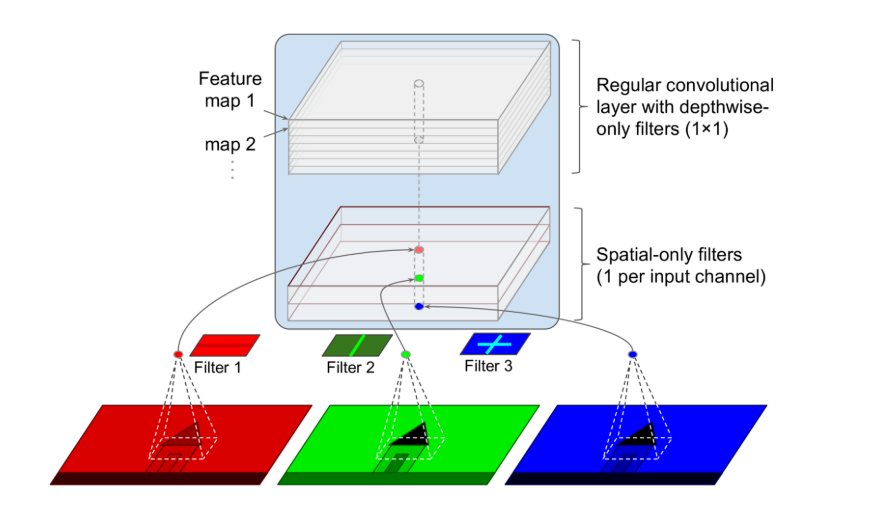 Feature
map 1
map 2
⋮
Regular convolutional
layer with depthwise-
only filters (1×1)
Spatial-only filters
(1 per input channel)
Filter 1
Filter 2
Filter 3